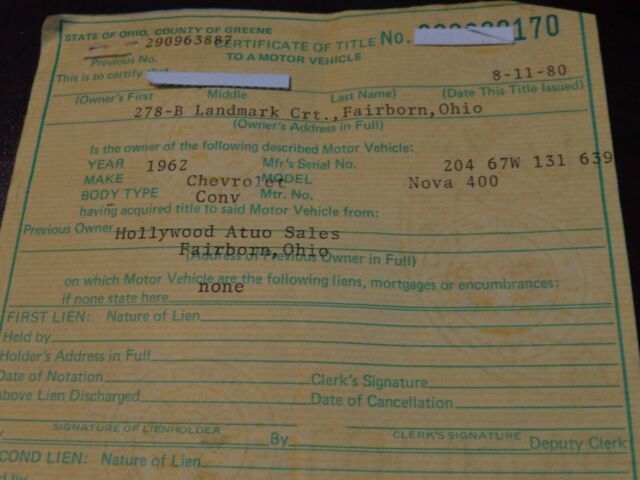 STATE OF OHIO, COUNTY OF GREENE
290963887 CERTIFICATE OF TITLE No. 170
Previous No. TO A MOTOR VEHICLE
This is to certify that 8-11-80
(Owner's First Middle Last Name) (Date This Title Issued)
278-B Landmark Crt., Fairborn, Ohio
(Owner's Address in Full)
Is the owner of the following described Motor Vehicle:
YEAR 1962 Mfr's Serial No. 204 67W 131 639
MAKE Chevrolet MODEL Nova 400
BODY TYPE Conv Mtr. No.
having acquired title to said Motor Vehicle from:
Previous Owner Hollywood Atuo Sales
Fairborn, Ohio
(Address of Previous Owner in Full)
on which Motor Vehicle are the following liens, mortgages or encumbrances:
if none state here none
FIRST LIEN: Nature of Lien
Held by
Holder's Address in Full
Date of Notation Clerk's Signature
Above Lien Discharged Date of Cancellation
SIGNATURE OF LIENHOLDER By CLERK'S SIGNATURE Deputy Clerk
COND LIEN: Nature of Lien
d by